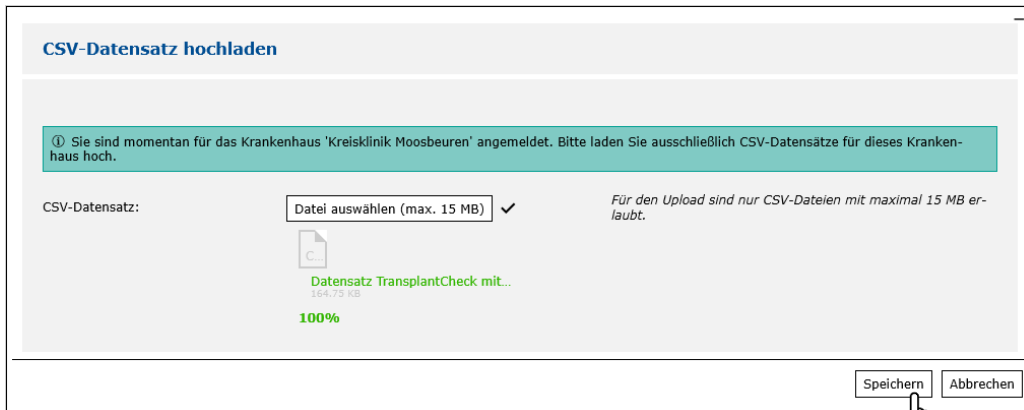 CSV-Datensatz hochladen
ⓘ Sie sind momentan für das Krankenhaus 'Kreisklinik Moosbeuren' angemeldet. Bitte laden Sie ausschließlich CSV-Datensätze für dieses Kranken-
haus hoch.
CSV-Datensatz:
Datei auswählen (max. 15 MB)
Für den Upload sind nur CSV-Dateien mit maximal 15 MB er-
laubt.
C...
Datensatz TransplantCheck mit...
164.75 KB
100%
Speichern
Abbrechen